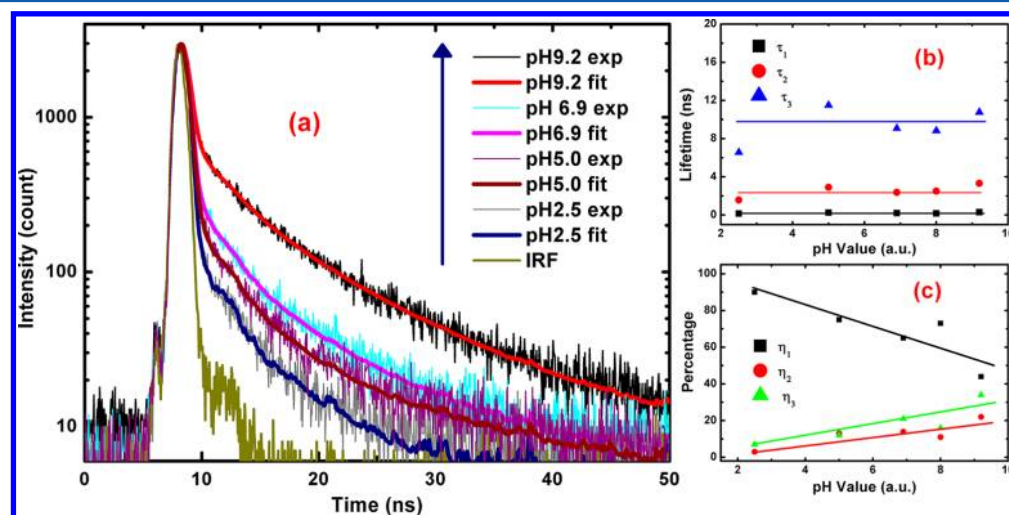 (a)
pH9.2 exp
pH9.2 fit
pH 6.9 exp
pH6.9 fit
pH5.0 exp
pH5.0 fit
pH2.5 exp
pH2.5 fit
IRF
1000
100
10
Intensity (count)
0 10 20 30 40 50
Time (ns)
(b)
τ1
τ2
τ3
20
16
12
8
4
0
Lifetime (ns)
2 4 6 8 10
pH Value (a.u.)
(c)
η1
η2
η3
100
80
60
40
20
0
Percentage
2 4 6 8 10
pH Value (a.u.)